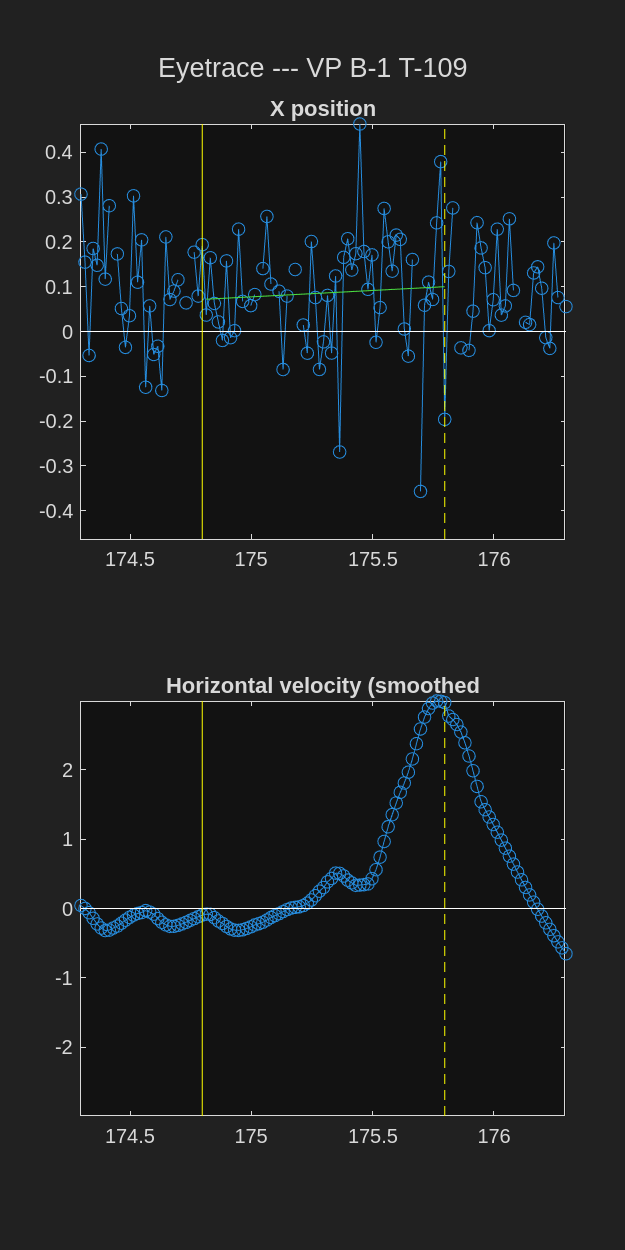 Eyetrace --- VP B-1 T-109
X position
0.4
0.3
0.2
0.1
0
-0.1
-0.2
-0.3
-0.4
174.5 175 175.5 176
Horizontal velocity (smoothed
2
1
0
-1
-2
174.5 175 175.5 176